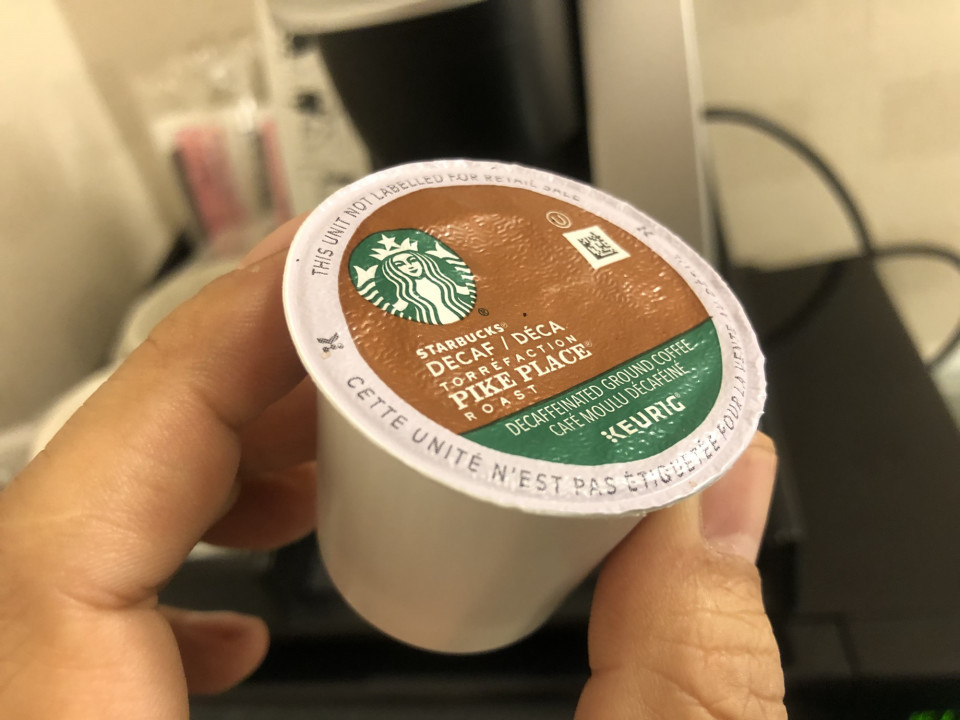 THIS UNIT NOT LABELLED FOR RETAIL SALE
STARBUCKS®
DECAF / DÉCA
TORRÉFACTION
PIKE PLACE®
ROAST
DECAFFEINATED GROUND COFFEE
CAFÉ MOULU DÉCAFÉINÉ
KEURIG®
CETTE UNITÉ N'EST PAS ÉTIQUETÉE POUR LA VENTE